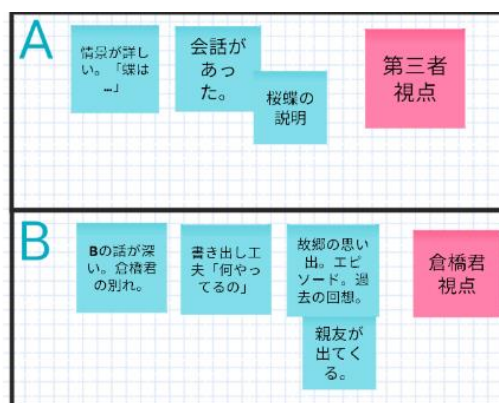 A
情景が詳し
い。「蝶は
…」
会話が
あっ
た。
桜蝶の
説明
第三者
視点
B
Bの話が深
い。倉橋君
の別れ。
書き出し工
夫「何やっ
てるの」
故郷の思い
出。エピ
ソード。過
去の回想。
親友が
出てく
る。
倉橋君
視点